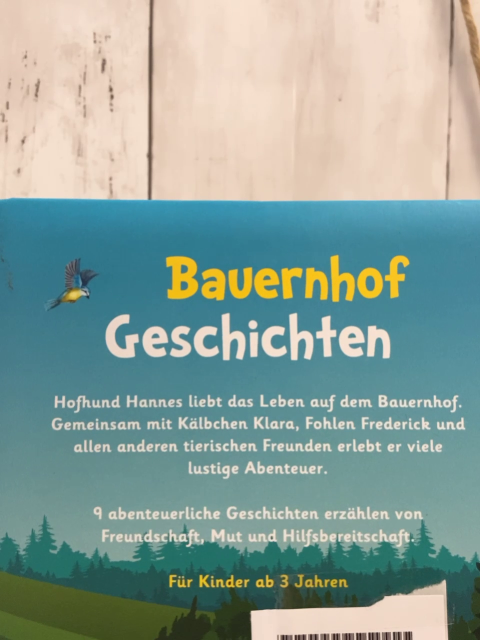 Bauernhof
Geschichten
Hofhund Hannes liebt das Leben auf dem Bauernhof.
Gemeinsam mit Kälbchen Klara, Fohlen Frederick und
allen anderen tierischen Freunden erlebt er viele
lustige Abenteuer.
9 abenteuerliche Geschichten erzählen von
Freundschaft, Mut und Hilfsbereitschaft.
Für Kinder ab 3 Jahren